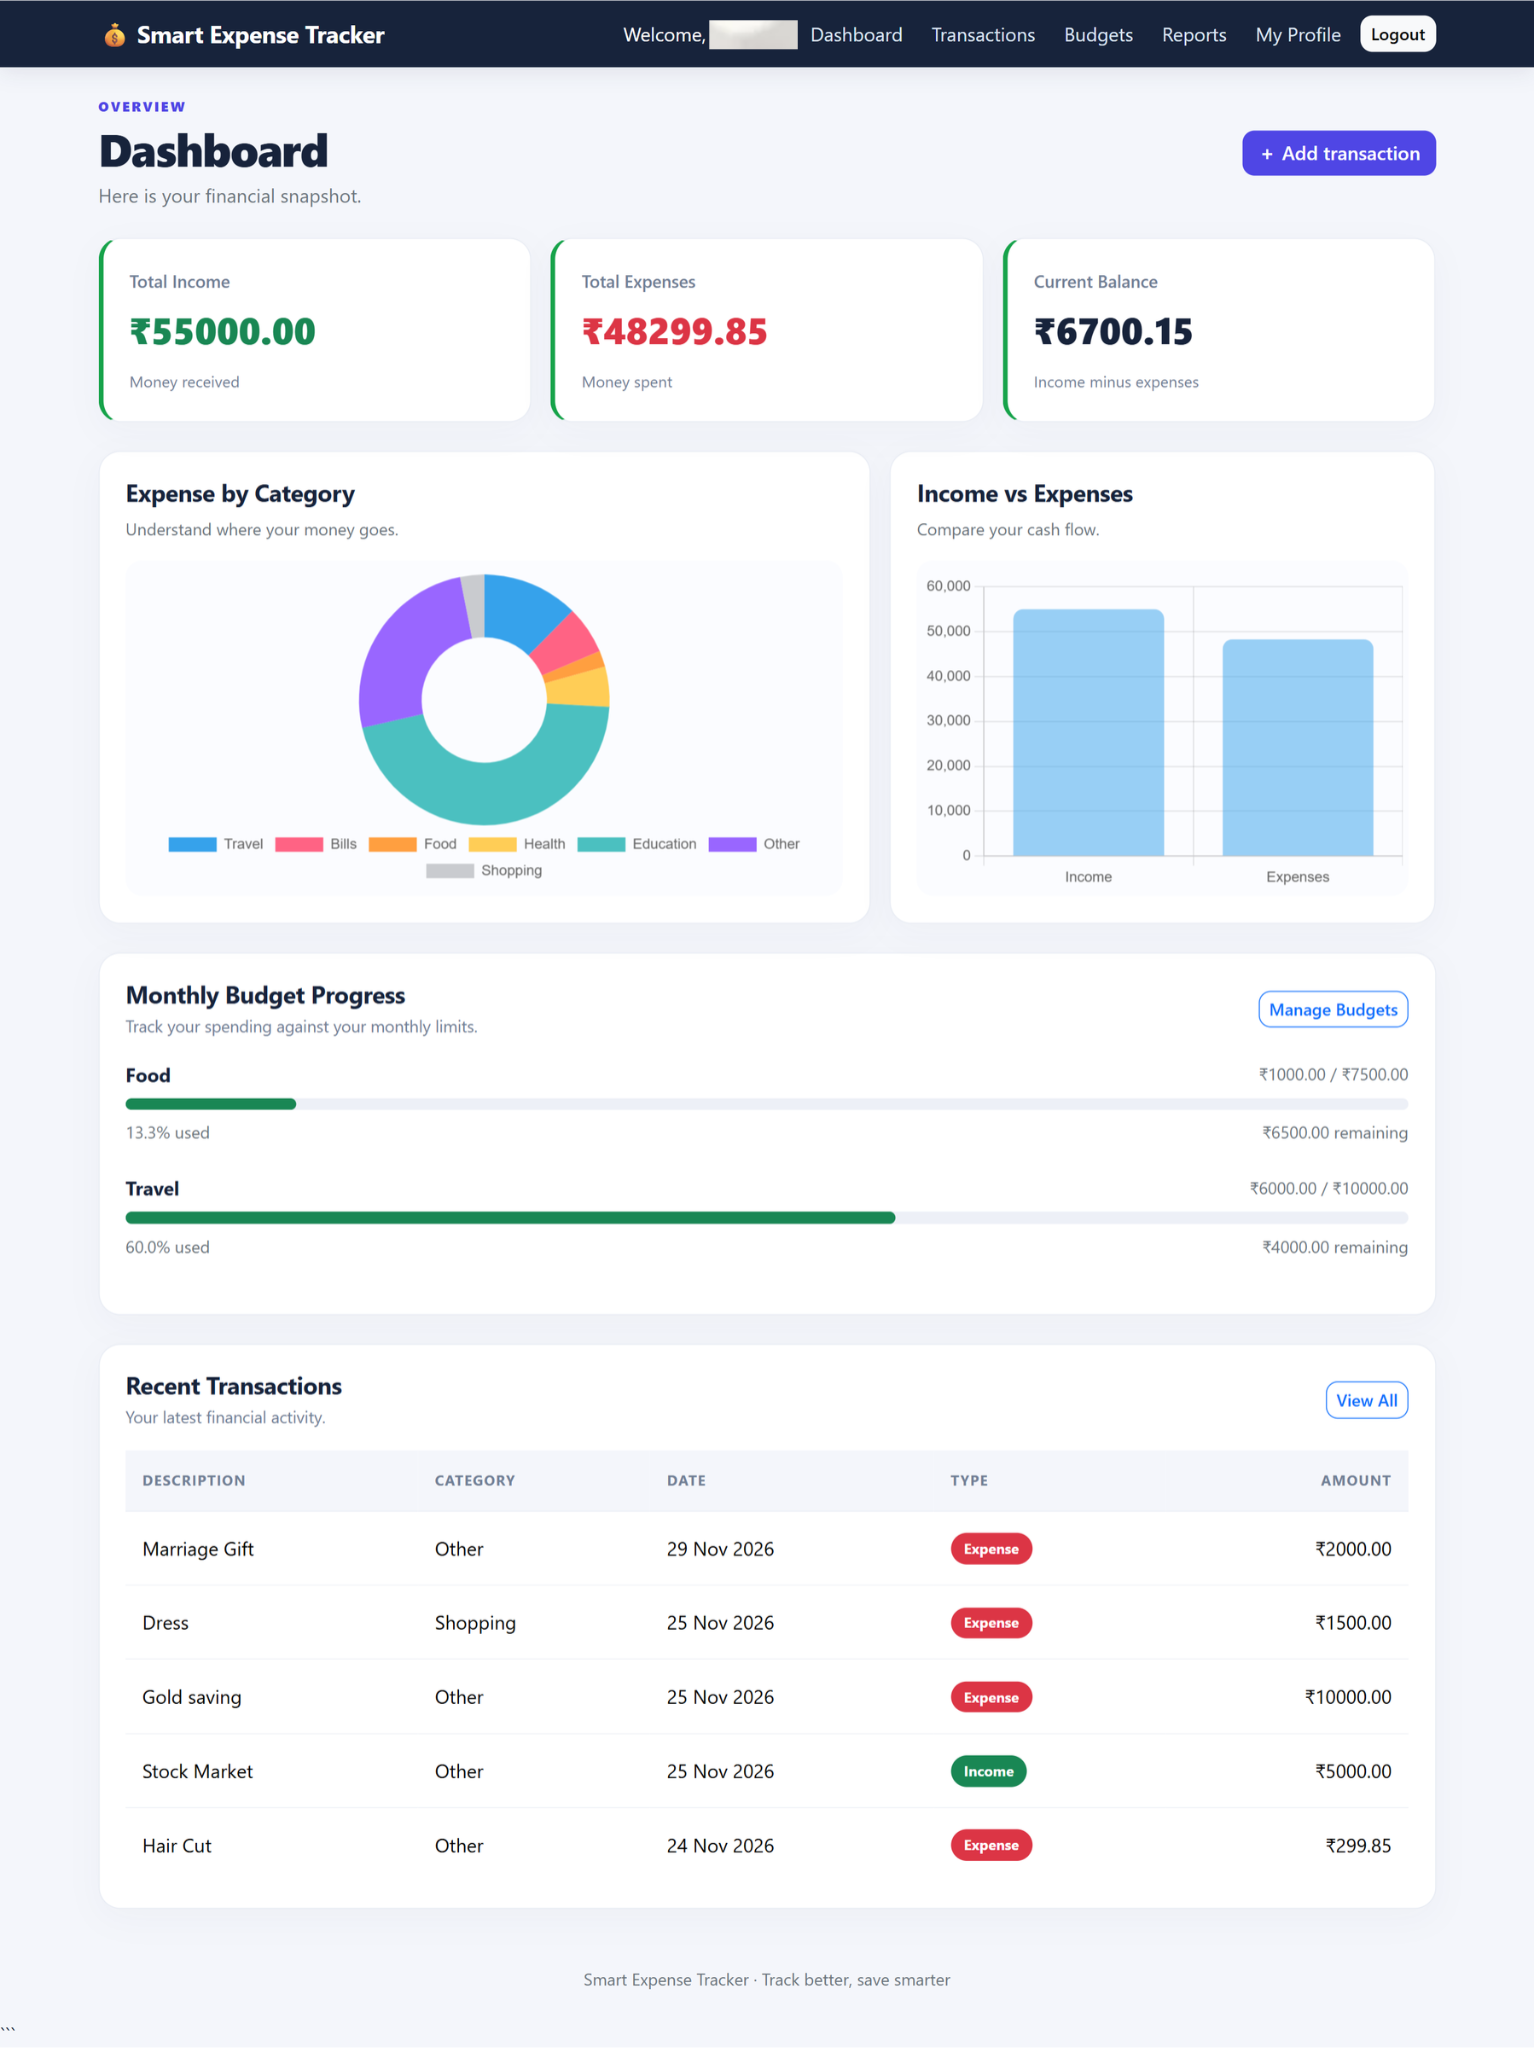 Smart Expense Tracker
Welcome, Dashboard Transactions Budgets Reports My Profile Logout
OVERVIEW
Dashboard
+ Add transaction
Here is your financial snapshot.
Total Income
₹55000.00
Money received
Total Expenses
₹48299.85
Money spent
Current Balance
₹6700.15
Income minus expenses
Expense by Category
Understand where your money goes.
Travel Bills Food Health Education Other
Shopping
Income vs Expenses
Compare your cash flow.
60,000
50,000
40,000
30,000
20,000
10,000
0
Income Expenses
Monthly Budget Progress
Track your spending against your monthly limits.
Manage Budgets
Food ₹1000.00 / ₹7500.00
13.3% used ₹6500.00 remaining
Travel ₹6000.00 / ₹10000.00
60.0% used ₹4000.00 remaining
Recent Transactions
Your latest financial activity.
View All
DESCRIPTION CATEGORY DATE TYPE AMOUNT
Marriage Gift Other 29 Nov 2026 Expense ₹2000.00
Dress Shopping 25 Nov 2026 Expense ₹1500.00
Gold saving Other 25 Nov 2026 Expense ₹10000.00
Stock Market Other 25 Nov 2026 Income ₹5000.00
Hair Cut Other 24 Nov 2026 Expense ₹299.85
Smart Expense Tracker · Track better, save smarter
```